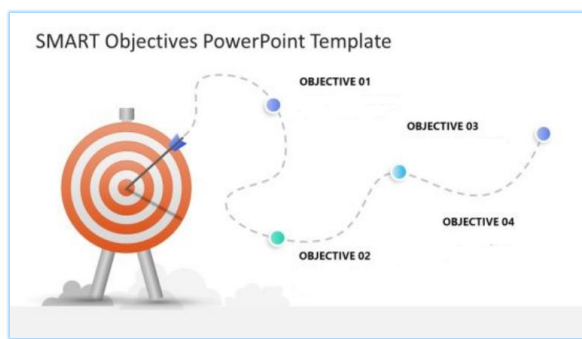 SMART Objectives PowerPoint Template
OBJECTIVE 01
OBJECTIVE 03
OBJECTIVE 04
OBJECTIVE 02